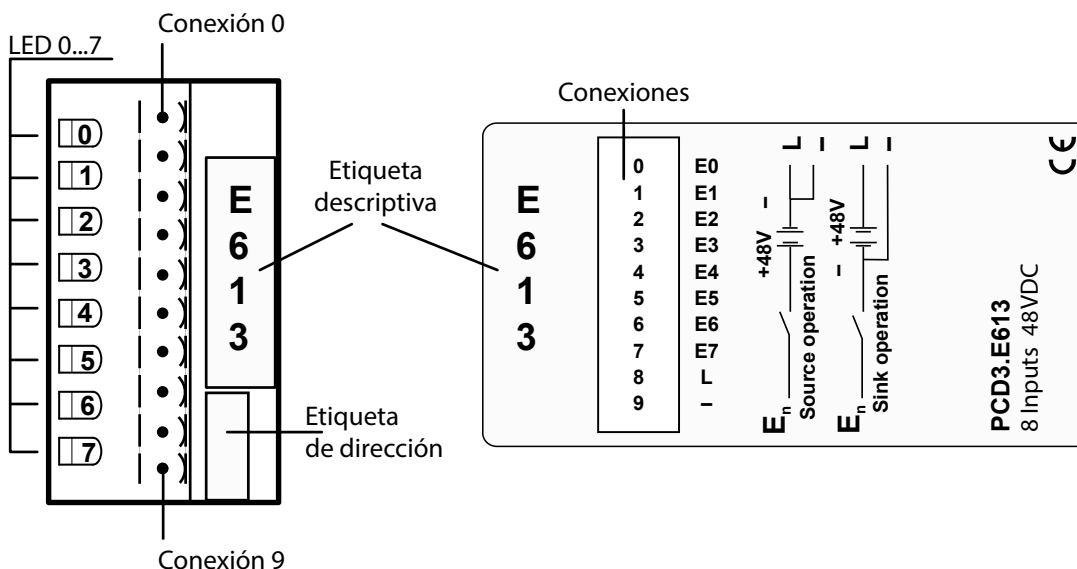 Conexión 0
LED 0...7
0
1
2
3
4
5
6
7
E
6
1
3
Etiqueta
descriptiva
Etiqueta
de dirección
Conexión 9
Conexiones
E
6
1
3
0 E0
1 E1
2 E2
3 E3
4 E4
5 E5
6 E6
7 E7
8 L
9 –
L –
+48V –
En
Source operation
L –
– +48V
En
Sink operation
PCD3.E613
8 Inputs 48VDC
CE